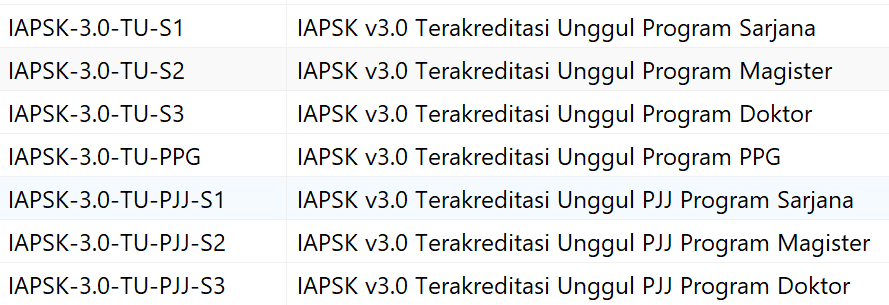 IAPSK-3.0-TU-S1 IAPSK v3.0 Terakreditasi Unggul Program Sarjana
IAPSK-3.0-TU-S2 IAPSK v3.0 Terakreditasi Unggul Program Magister
IAPSK-3.0-TU-S3 IAPSK v3.0 Terakreditasi Unggul Program Doktor
IAPSK-3.0-TU-PPG IAPSK v3.0 Terakreditasi Unggul Program PPG
IAPSK-3.0-TU-PJJ-S1 IAPSK v3.0 Terakreditasi Unggul PJJ Program Sarjana
IAPSK-3.0-TU-PJJ-S2 IAPSK v3.0 Terakreditasi Unggul PJJ Program Magister
IAPSK-3.0-TU-PJJ-S3 IAPSK v3.0 Terakreditasi Unggul PJJ Program Doktor